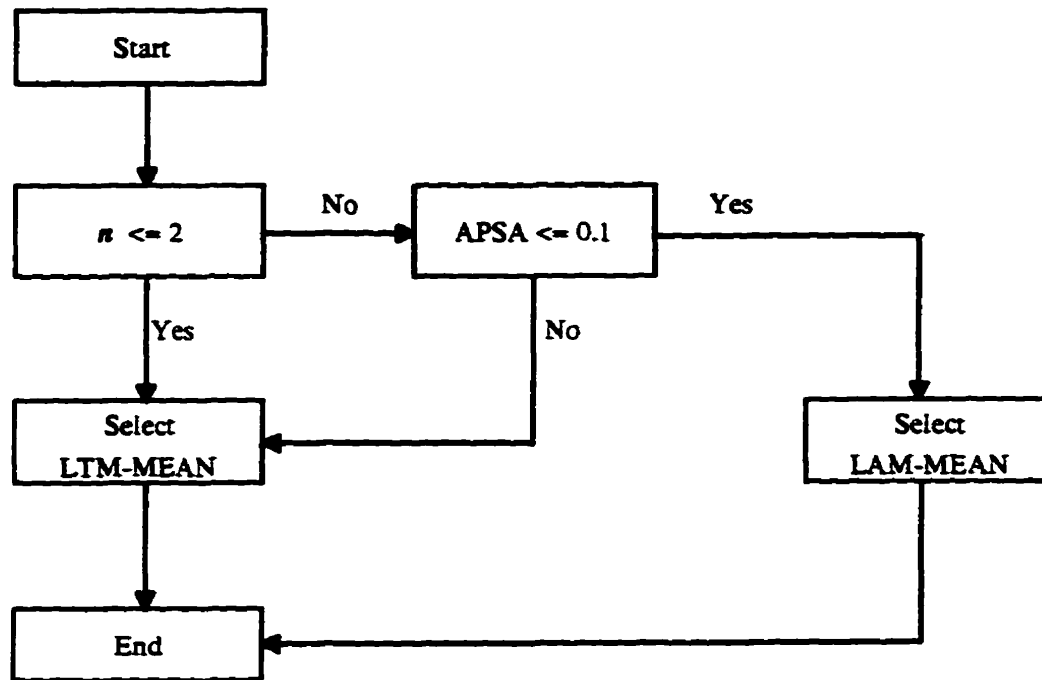 Start
n <= 2
No
APSA <= 0.1
Yes
Yes
No
Select
LTM-MEAN
Select
LAM-MEAN
End